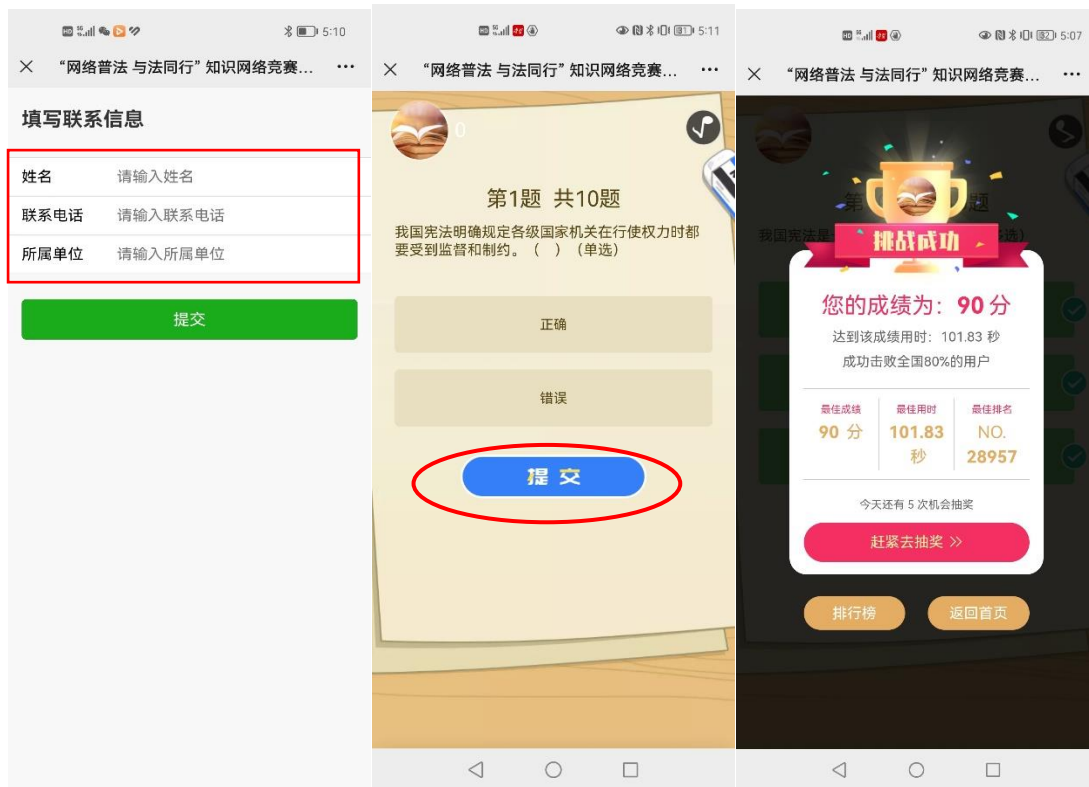 5:10
“网络普法 与法同行” 知识网络竞赛...
填写联系信息
姓名 请输入姓名
联系电话 请输入联系电话
所属单位 请输入所属单位
提交
5:11
“网络普法 与法同行” 知识网络竞赛...
0
第1题 共10题
我国宪法明确规定各级国家机关在行使权力时都
要受到监督和制约。（ ）（单选）
正确
错误
提交
82 5:07
“网络普法 与法同行” 知识网络竞赛...
第 题
我国宪法是 选）
挑战成功
您的成绩为：90 分
达到该成绩用时：101.83 秒
成功击败全国80%的用户
最佳成绩 最佳用时 最佳排名
90 分 101.83 NO.
秒 28957
今天还有 5 次机会抽奖
赶紧去抽奖 >>
排行榜 返回首页